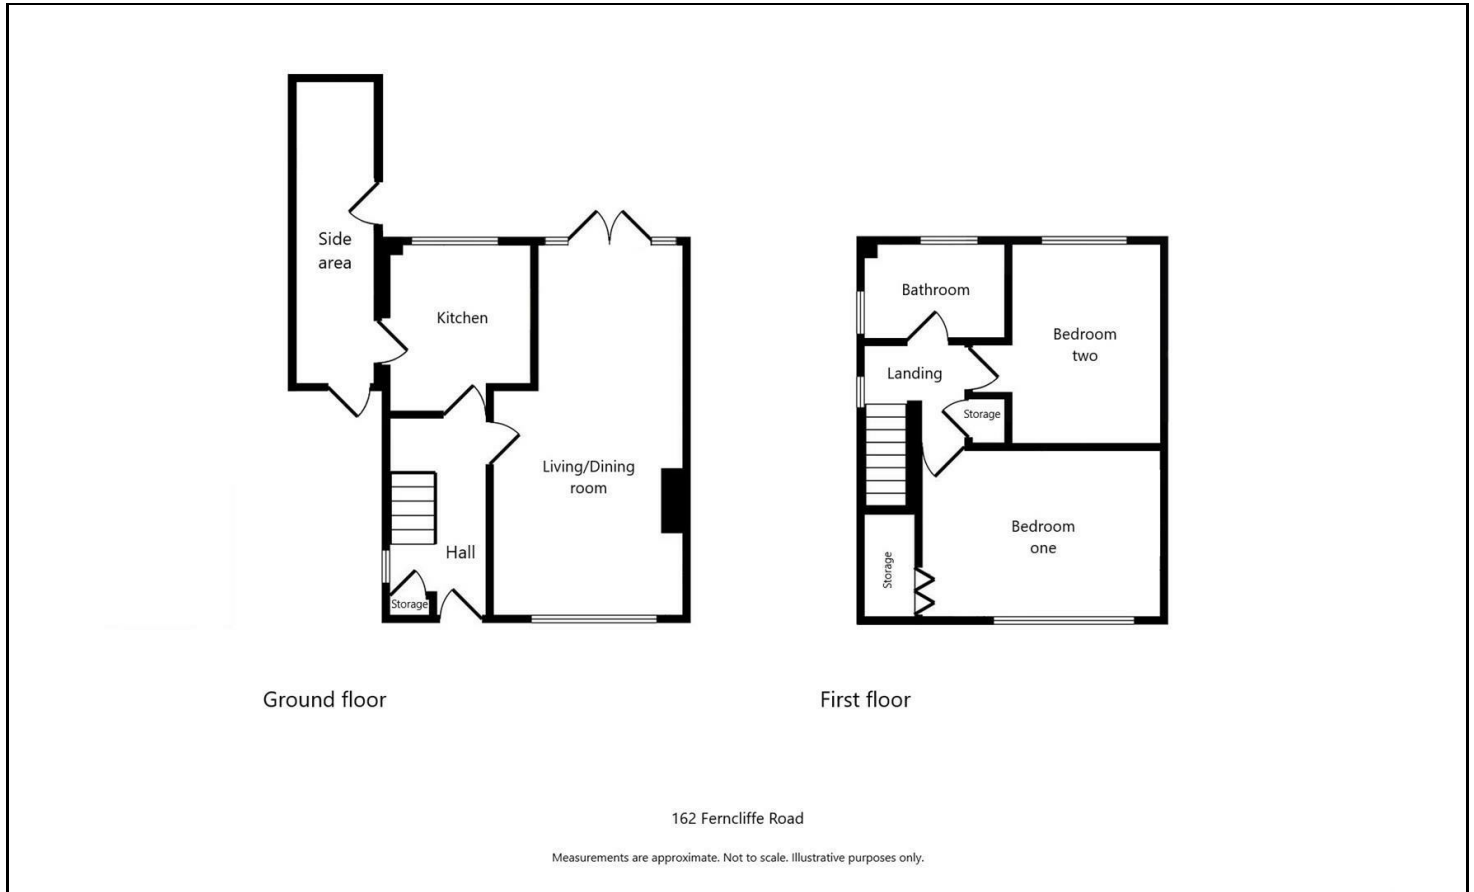 Side
area
Kitchen
Living/Dining
room
Hall
Storage
Ground floor
Bathroom
Bedroom
two
Landing
Storage
Bedroom
one
Storage
First floor
162 Ferncliffe Road
Measurements are approximate. Not to scale. Illustrative purposes only.